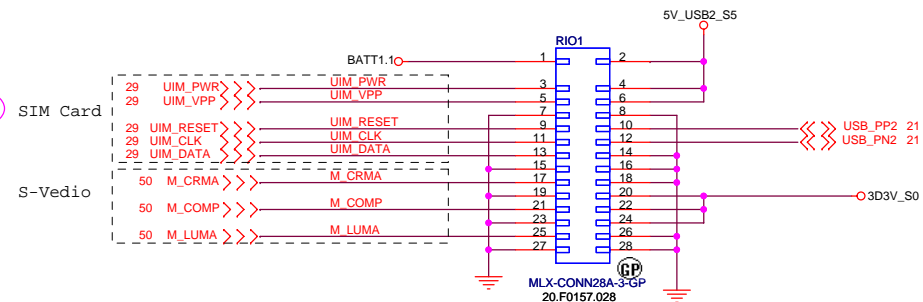 5V_USB2_S5
RIO1
BATT1.1 1 2
29 UIM_PWR UIM_PWR 3 4
29 UIM_VPP UIM_VPP 5 6
SIM Card 7 8
29 UIM_RESET UIM_RESET 9 10 USB_PP2 21
29 UIM_CLK UIM_CLK 11 12 USB_PN2 21
29 UIM_DATA UIM_DATA 13 14
15 16
50 M_CRMA M_CRMA 17 18
S-Vedio 19 20 3D3V_S0
50 M_COMP M_COMP 21 22
23 24
50 M_LUMA M_LUMA 25 26
27 28
GP
MLX-CONN28A-3-GP
20.F0157.028